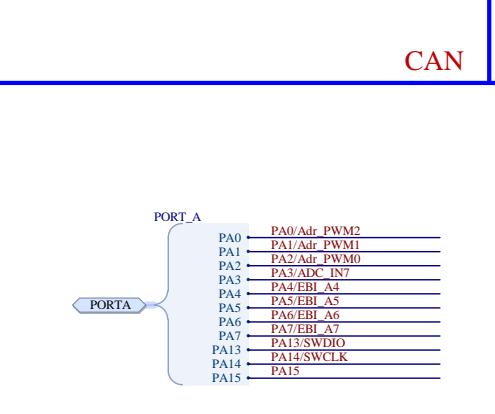 CAN
PORT_A
PORTA
PA0 PA0/Adr_PWM2
PA1 PA1/Adr_PWM1
PA2 PA2/Adr_PWM0
PA3 PA3/ADC_IN7
PA4 PA4/EBI_A4
PA5 PA5/EBI_A5
PA6 PA6/EBI_A6
PA7 PA7/EBI_A7
PA13 PA13/SWDIO
PA14 PA14/SWCLK
PA15 PA15